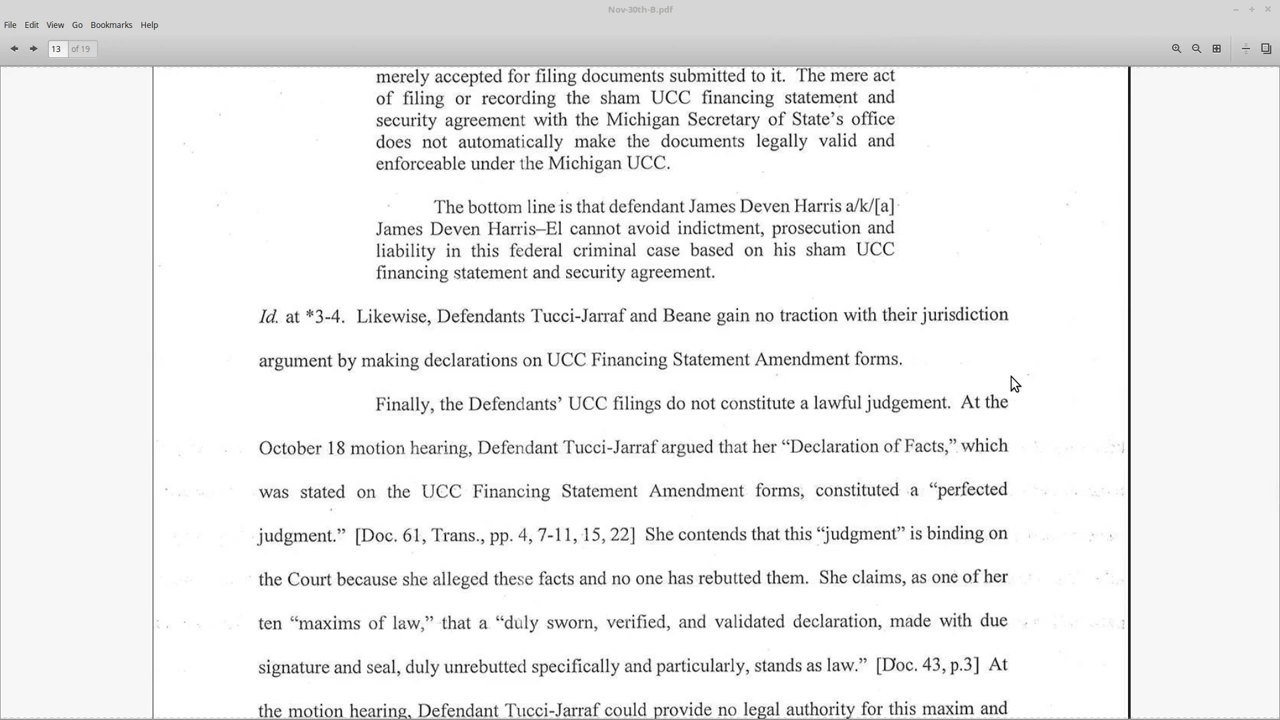 Nov-30th-B.pdf
File Edit View Go Bookmarks Help
13 of 19
merely accepted for filing documents submitted to it. The mere act
of filing or recording the sham UCC financing statement and
security agreement with the Michigan Secretary of State's office
does not automatically make the documents legally valid and
enforceable under the Michigan UCC.
The bottom line is that defendant James Deven Harris a/k/[a]
James Deven Harris–El cannot avoid indictment, prosecution and
liability in this federal criminal case based on his sham UCC
financing statement and security agreement.
Id. at *3-4. Likewise, Defendants Tucci-Jarraf and Beane gain no traction with their jurisdiction
argument by making declarations on UCC Financing Statement Amendment forms.
Finally, the Defendants' UCC filings do not constitute a lawful judgement. At the
October 18 motion hearing, Defendant Tucci-Jarraf argued that her “Declaration of Facts,” which
was stated on the UCC Financing Statement Amendment forms, constituted a “perfected
judgment.” [Doc. 61, Trans., pp. 4, 7-11, 15, 22] She contends that this “judgment” is binding on
the Court because she alleged these facts and no one has rebutted them. She claims, as one of her
ten “maxims of law,” that a “duly sworn, verified, and validated declaration, made with due
signature and seal, duly unrebutted specifically and particularly, stands as law.” [Doc. 43, p.3] At
the motion hearing, Defendant Tucci-Jarraf could provide no legal authority for this maxim and